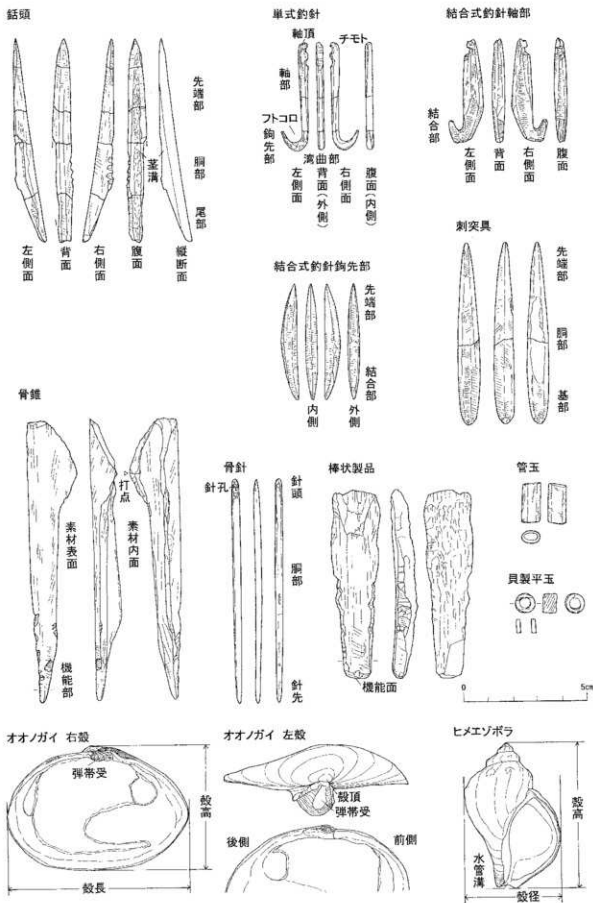 銛頭
先端部
胴部
尾部
茎溝
左側面
背面
右側面
腹面
縦断面
単式釣針
軸頂
チモト
軸部
フトコロ
鉤先部
湾曲部
左側面
背面(外側)
右側面
腹面(内側)
結合式釣針軸部
結合部
左側面
背面
右側面
腹面
結合式釣針鉤先部
先端部
結合部
内側
外側
刺突具
先端部
胴部
基部
骨錐
打点
素材表面
素材内面
機能部
骨針
針孔
針頭
胴部
針先
棒状製品
機能面
管玉
貝製平玉
0
5cm
オオノガイ 右殻
弾帯受
殻高
殻長
オオノガイ 左殻
殻頂
弾帯受
後側
前側
ヒメエゾボラ
殻高
水管溝
殻径